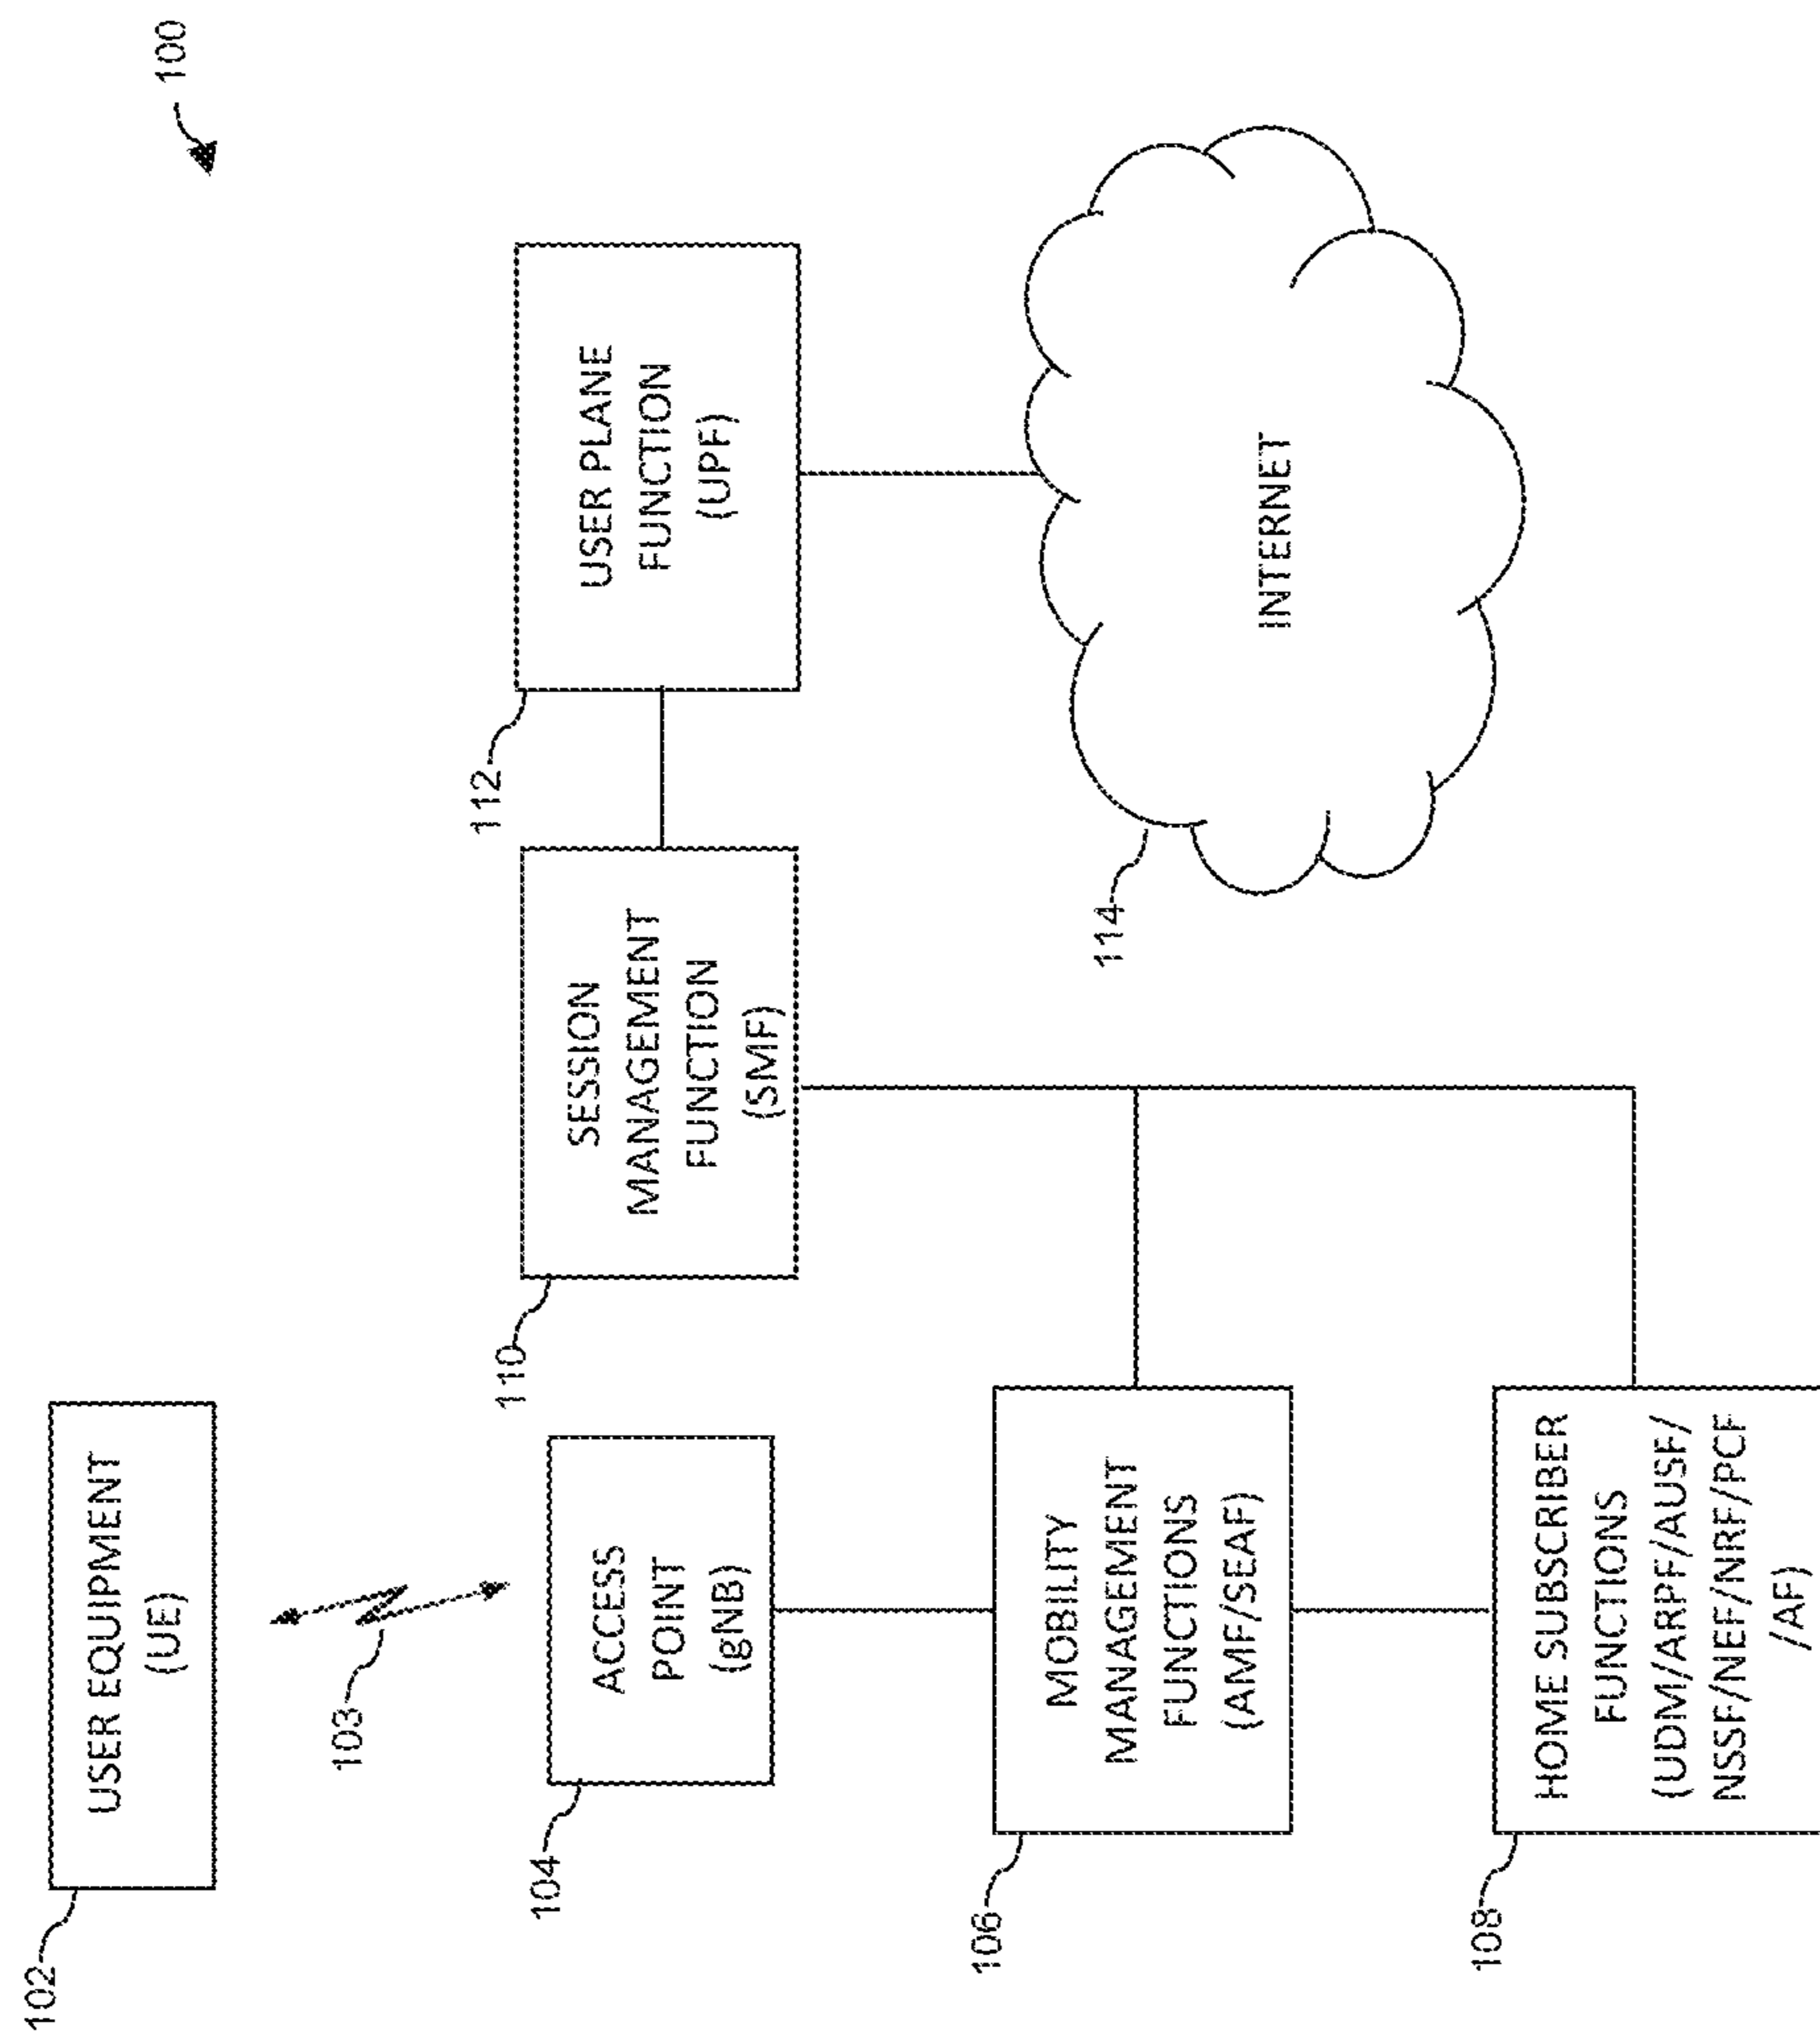 100
102
USER EQUIPMENT
(UE)
103
104
ACCESS
POINT
(gNB)
110
SESSION
MANAGEMENT
FUNCTION
(SMF)
112
USER PLANE
FUNCTION
(UPF)
106
MOBILITY
MANAGEMENT
FUNCTIONS
(AMF/SEAF)
114
INTERNET
108
HOME SUBSCRIBER
FUNCTIONS
(UDM/ARPF/AUSF/
NSSF/NEF/NRF/PCF
/AF)